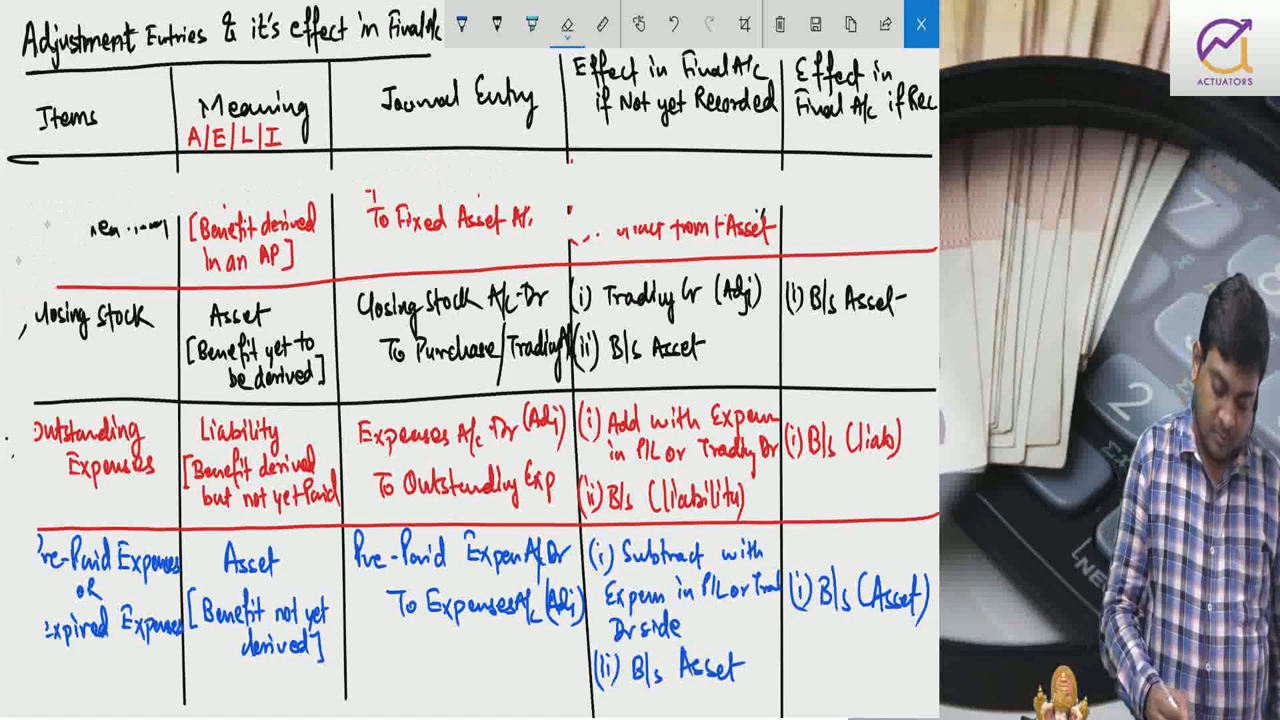 Adjustment Entries & it's effect in Final A/c
Items
Meaning
A/E/L/I
Journal Entry
Effect in Final A/c
if Not yet Recorded
Effect in
Final A/c if Rec
[Benefit derived
in an AP]
To Fixed Asset A/c
from Asset
Closing Stock
Asset
[Benefit yet to
be derived]
Closing Stock A/c-Dr
To Purchase/Trading A
(i) Trading Cr (Adj)
(ii) B/s Asset
(i) B/s Asset-
Outstanding
Expenses
Liability
[Benefit derived
but not yet Paid
Expenses A/c Dr (Adj)
To Outstanding Exp
(i) Add with Expenn
in P/L or Trading Dr
(ii) B/s (liability)
(i) B/s (liab)
Pre-Paid Expenses
OR
expired Expenses
Asset
[Benefit not yet
derived]
Pre-Paid Expen A/c Dr
To Expenses A/c (Adj)
(i) Subtract with
Expenn in P/L or Trad
Dr side
(ii) B/s Asset
(i) B/s (Asset)
ACTUATORS
7
2